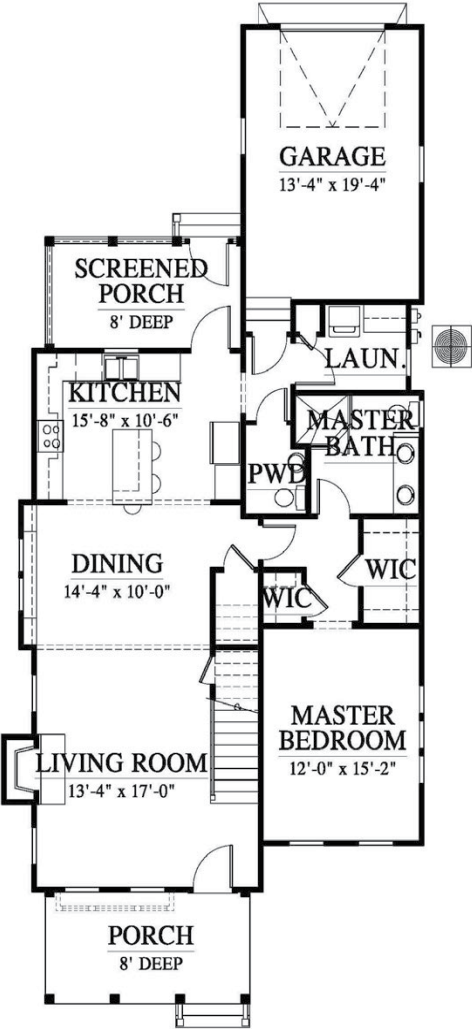 GARAGE
13'-4" x 19'-4"
SCREENED
PORCH
8' DEEP
LAUN.
KITCHEN
15'-8" x 10'-6"
MASTER
BATH
PWD
DINING
14'-4" x 10'-0"
WIC
WIC
MASTER
BEDROOM
12'-0" x 15'-2"
LIVING ROOM
13'-4" x 17'-0"
PORCH
8' DEEP